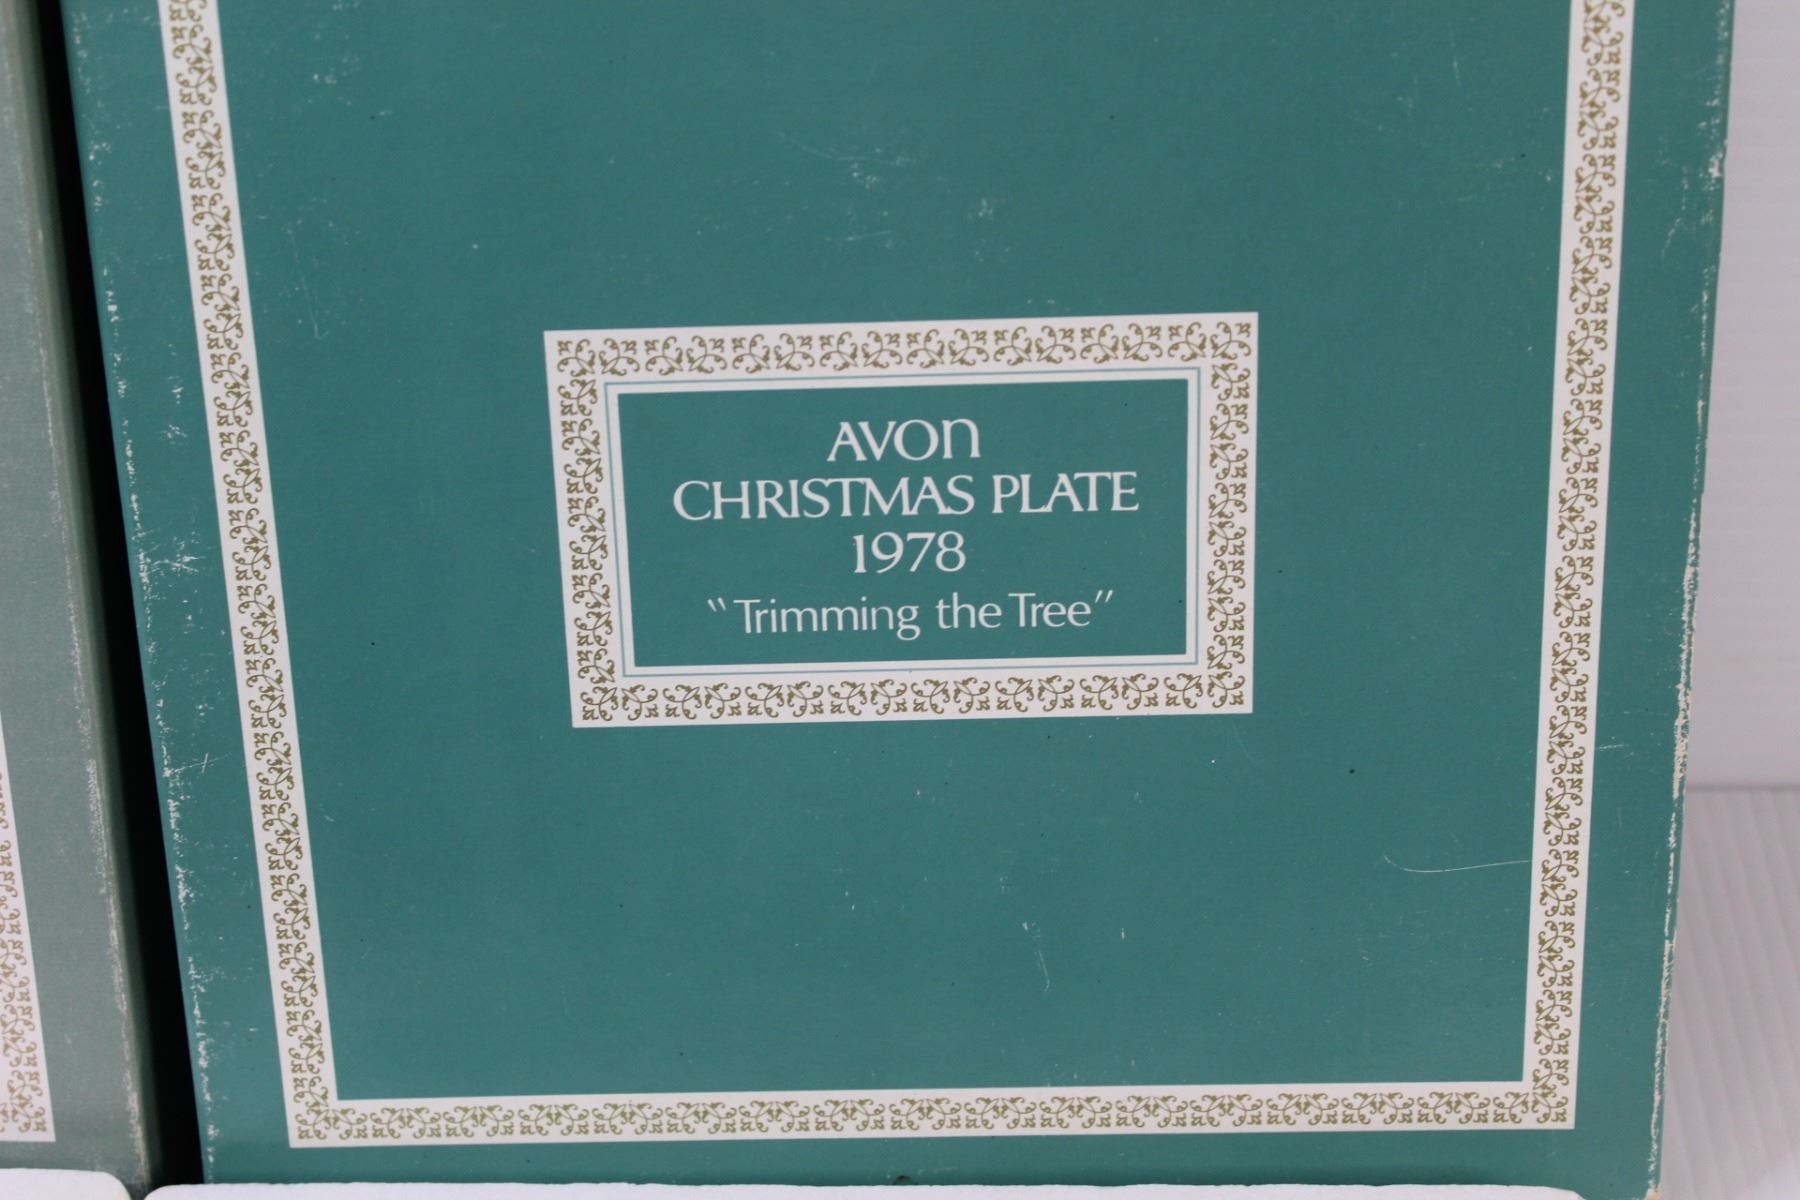 AVON
CHRISTMAS PLATE
1978
"Trimming the Tree"